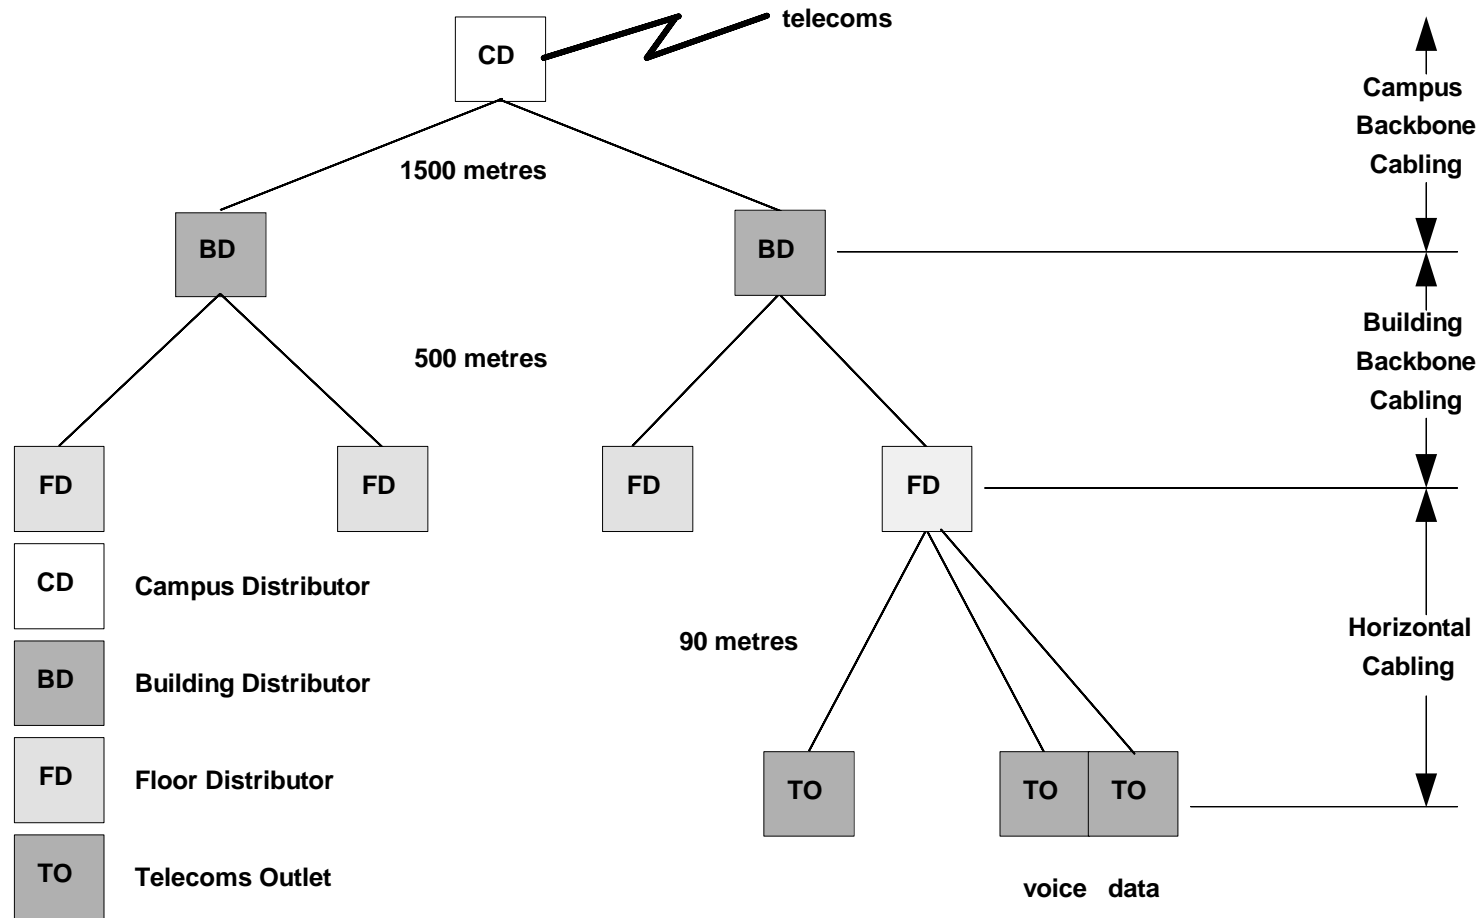 telecoms
CD
Campus
Backbone
Cabling
1500 metres
BD
BD
Building
Backbone
Cabling
500 metres
FD
FD
FD
FD
CD
Campus Distributor
90 metres
Horizontal
Cabling
BD
Building Distributor
FD
Floor Distributor
TO
TO
TO
TO
Telecoms Outlet
voice data